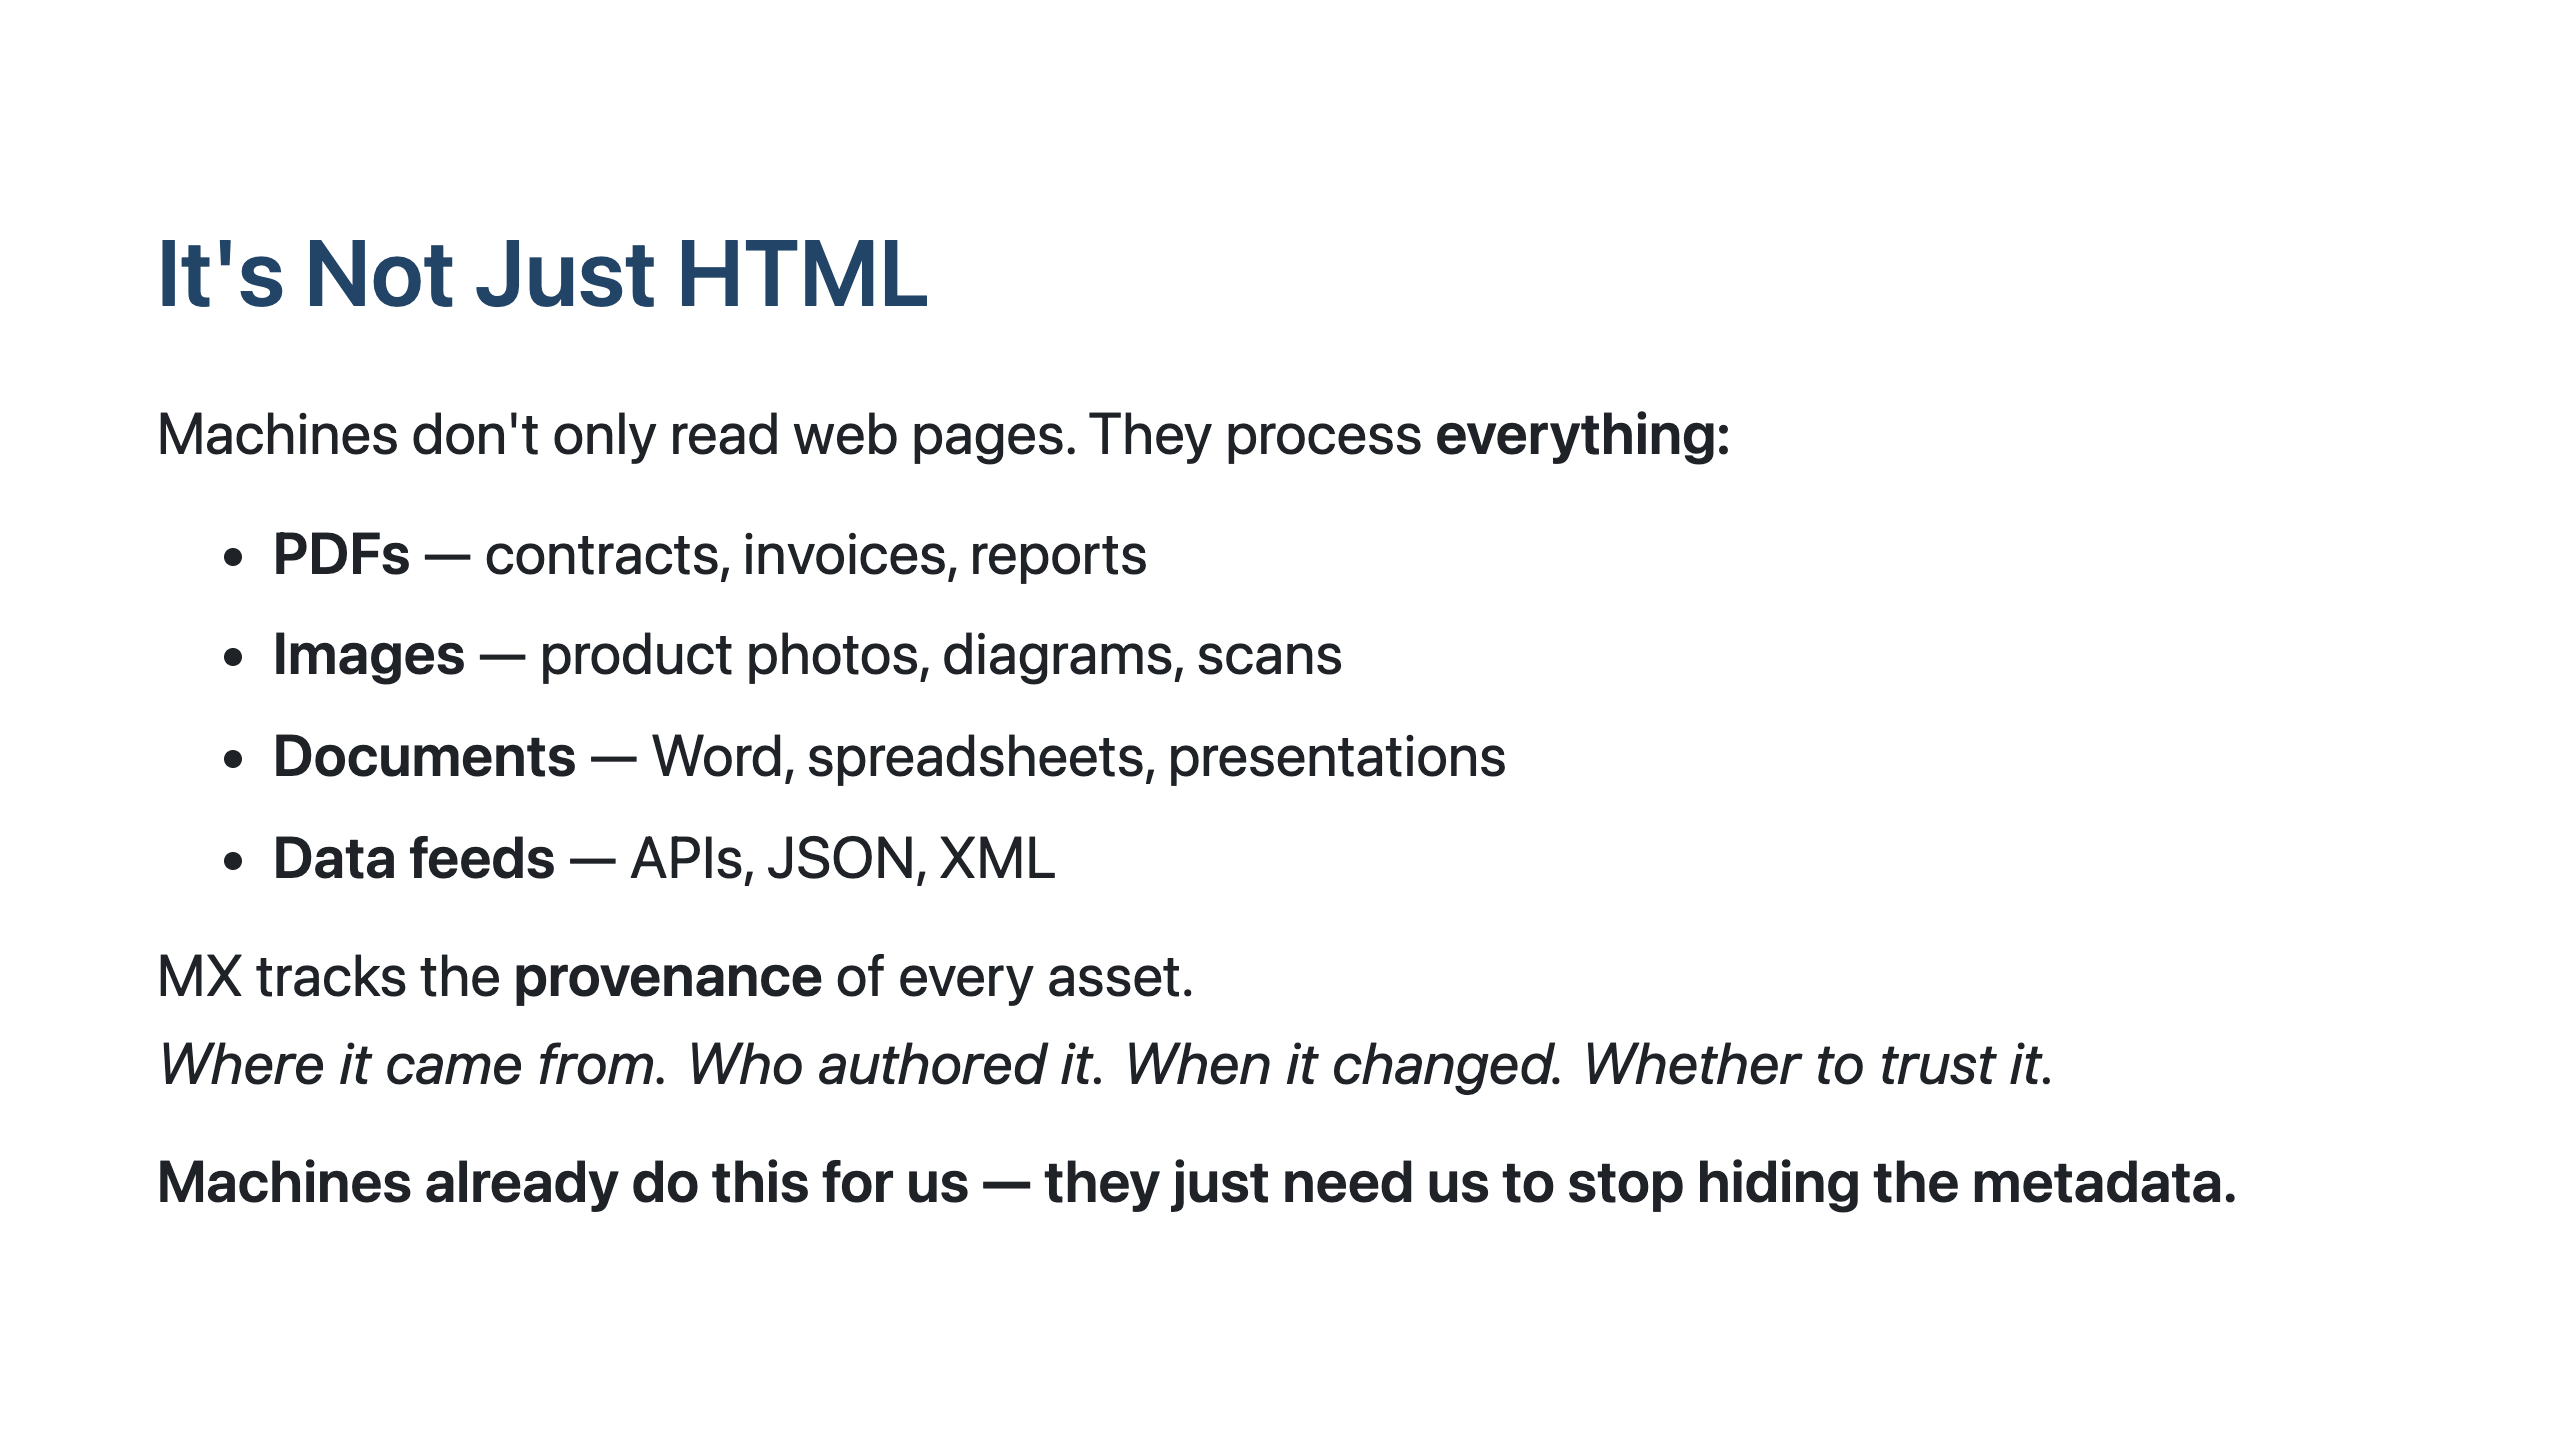 It's Not Just HTML
Machines don't only read web pages. They process everything:
• PDFs — contracts, invoices, reports
• Images — product photos, diagrams, scans
• Documents — Word, spreadsheets, presentations
• Data feeds — APIs, JSON, XML
MX tracks the provenance of every asset.
Where it came from. Who authored it. When it changed. Whether to trust it.
Machines already do this for us — they just need us to stop hiding the metadata.